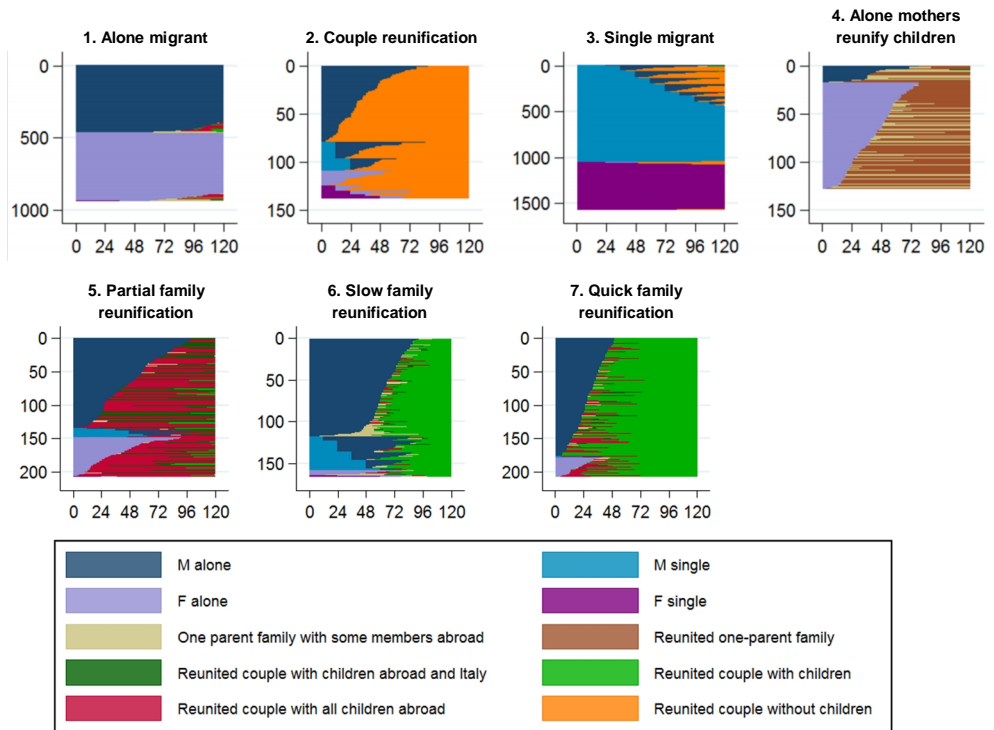 1. Alone migrant
2. Couple reunification
3. Single migrant
4. Alone mothers
reunify children
0
500
1000
0 24 48 72 96 120
0
50
100
150
0 24 48 72 96 120
0
500
1000
1500
0 24 48 72 96 120
0
50
100
150
0 24 48 72 96 120
5. Partial family
reunification
6. Slow family
reunification
7. Quick family
reunification
0
50
100
150
200
0 24 48 72 96 120
0
50
100
150
0 24 48 72 96 120
0
50
100
150
200
0 24 48 72 96 120
M alone
M single
F alone
F single
One parent family with some members abroad
Reunited one-parent family
Reunited couple with children abroad and Italy
Reunited couple with children
Reunited couple with all children abroad
Reunited couple without children